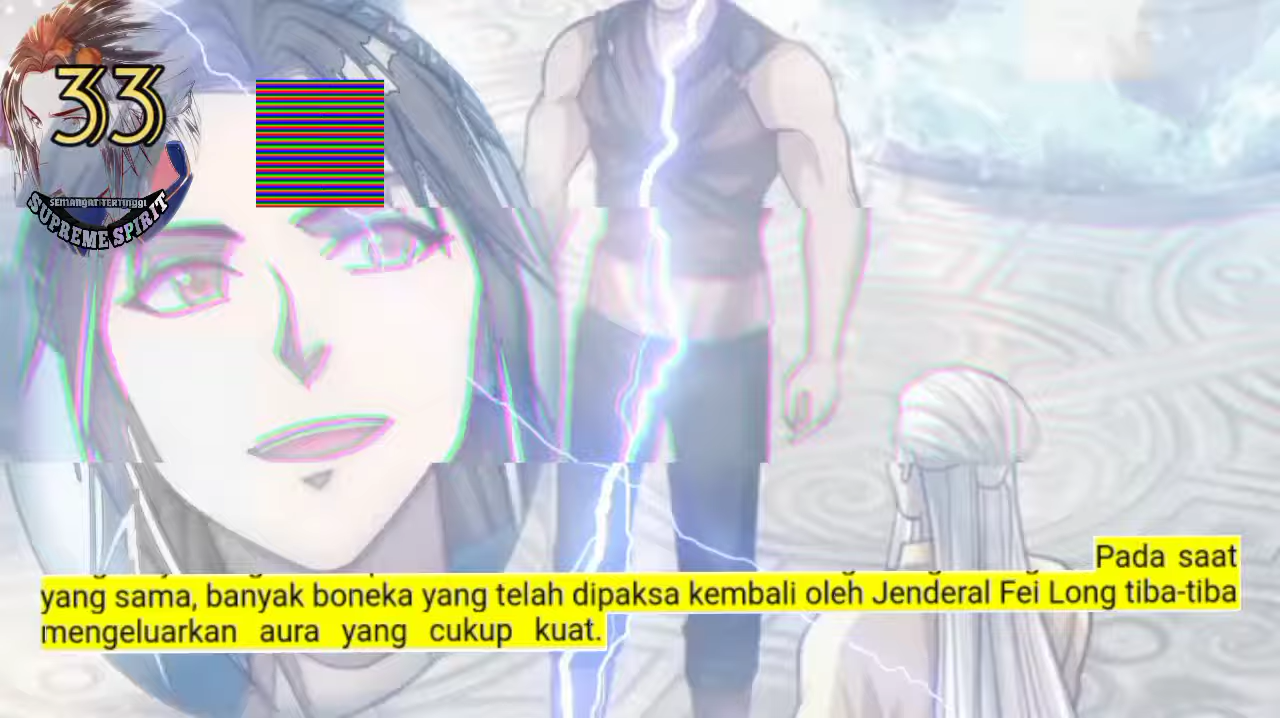 33
SEMANGAT TERTINGGI
SUPREME SPIRIT
Pada saat
yang sama, banyak boneka yang telah dipaksa kembali oleh Jenderal Fei Long tiba-tiba
mengeluarkan aura yang cukup kuat.